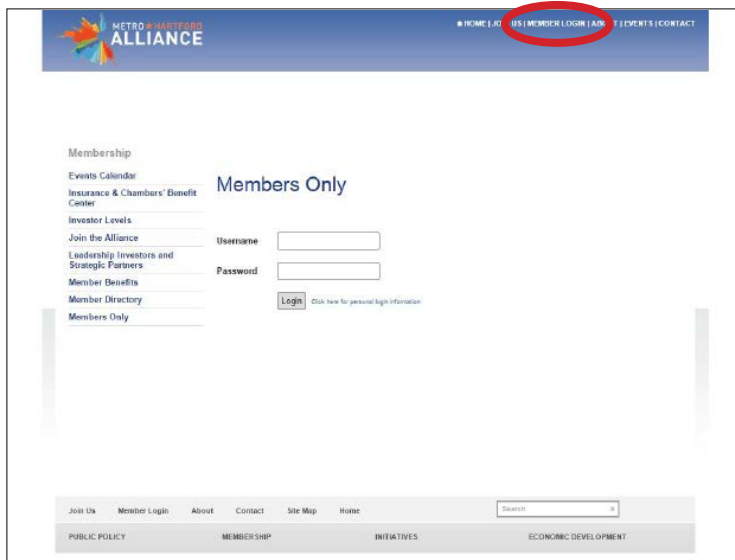 METRO HARTFORD
ALLIANCE
HOME | JOIN US | MEMBER LOGIN | ABOUT | EVENTS | CONTACT
Membership
Events Calendar
Insurance & Chambers' Benefit
Center
Investor Levels
Join the Alliance
Leadership Investors and
Strategic Partners
Member Benefits
Member Directory
Members Only
Members Only
Username
Password
Login Click here for personal login information
Join Us Member Login About Contact Site Map Home Search »
PUBLIC POLICY MEMBERSHIP INITIATIVES ECONOMIC DEVELOPMENT